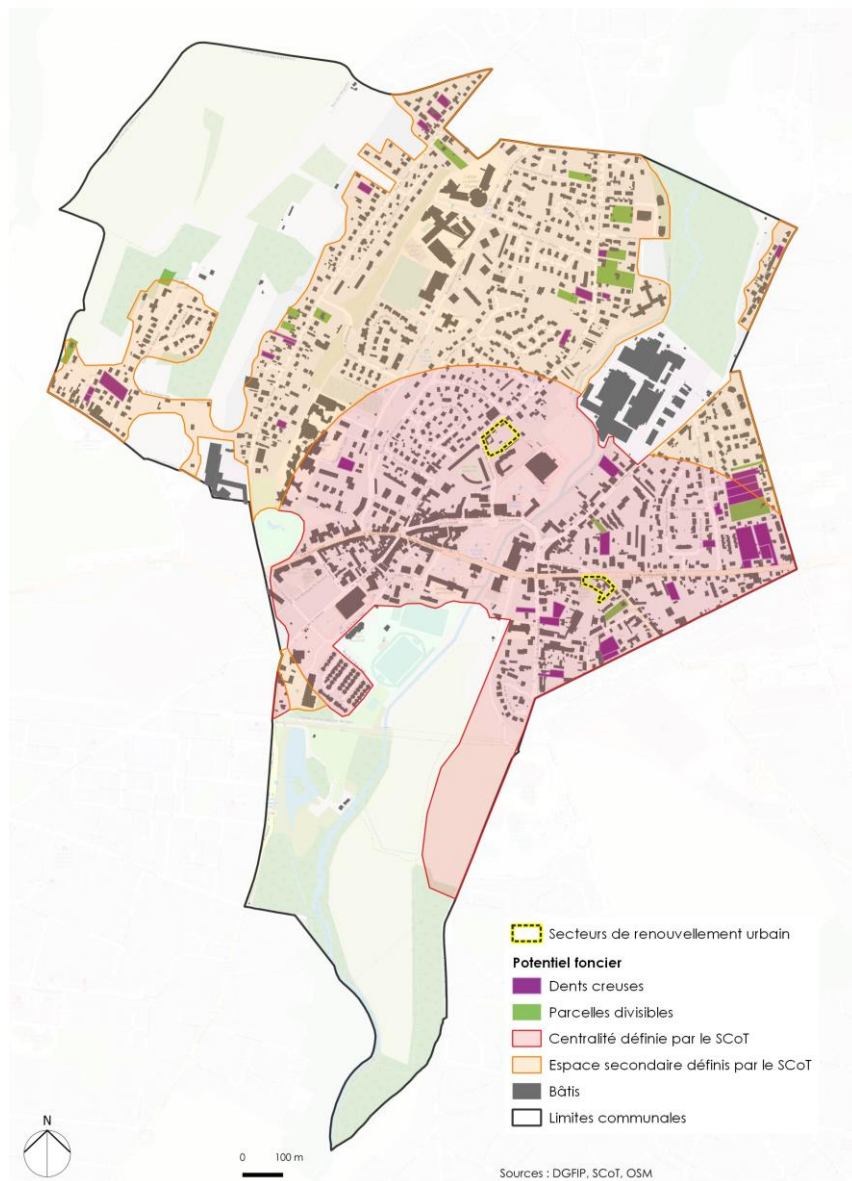 Secteurs de renouvellement urbain
Potentiel foncier
Dents creuses
Parcelles divisibles
Centralité définie par le SCoT
Espace secondaire définis par le SCoT
Bâtis
Limites communales
N
0 100 m
Sources : DGFIP, SCoT, OSM